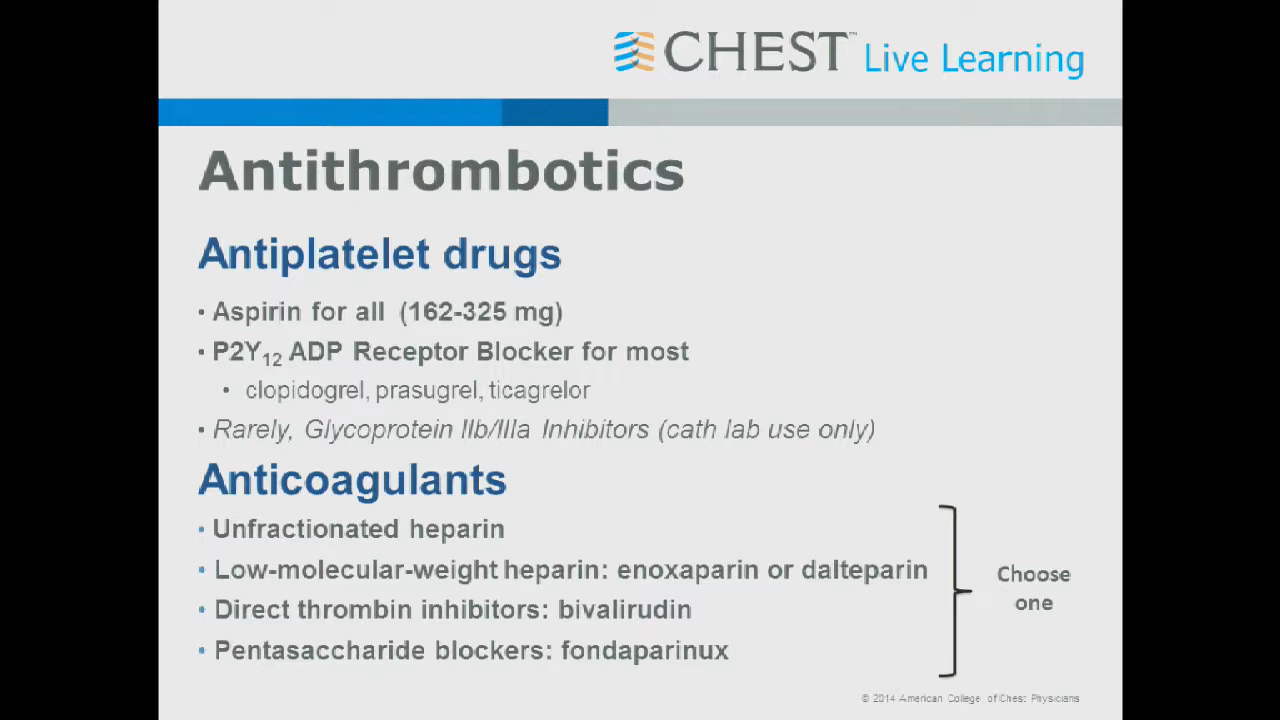 CHEST™ Live Learning
Antithrombotics
Antiplatelet drugs
• Aspirin for all (162-325 mg)
• P2Y12 ADP Receptor Blocker for most
• clopidogrel, prasugrel, ticagrelor
• Rarely, Glycoprotein IIb/IIIa Inhibitors (cath lab use only)
Anticoagulants
• Unfractionated heparin
• Low-molecular-weight heparin: enoxaparin or dalteparin
• Direct thrombin inhibitors: bivalirudin
• Pentasaccharide blockers: fondaparinux
Choose
one
© 2014 American College of Chest Physicians